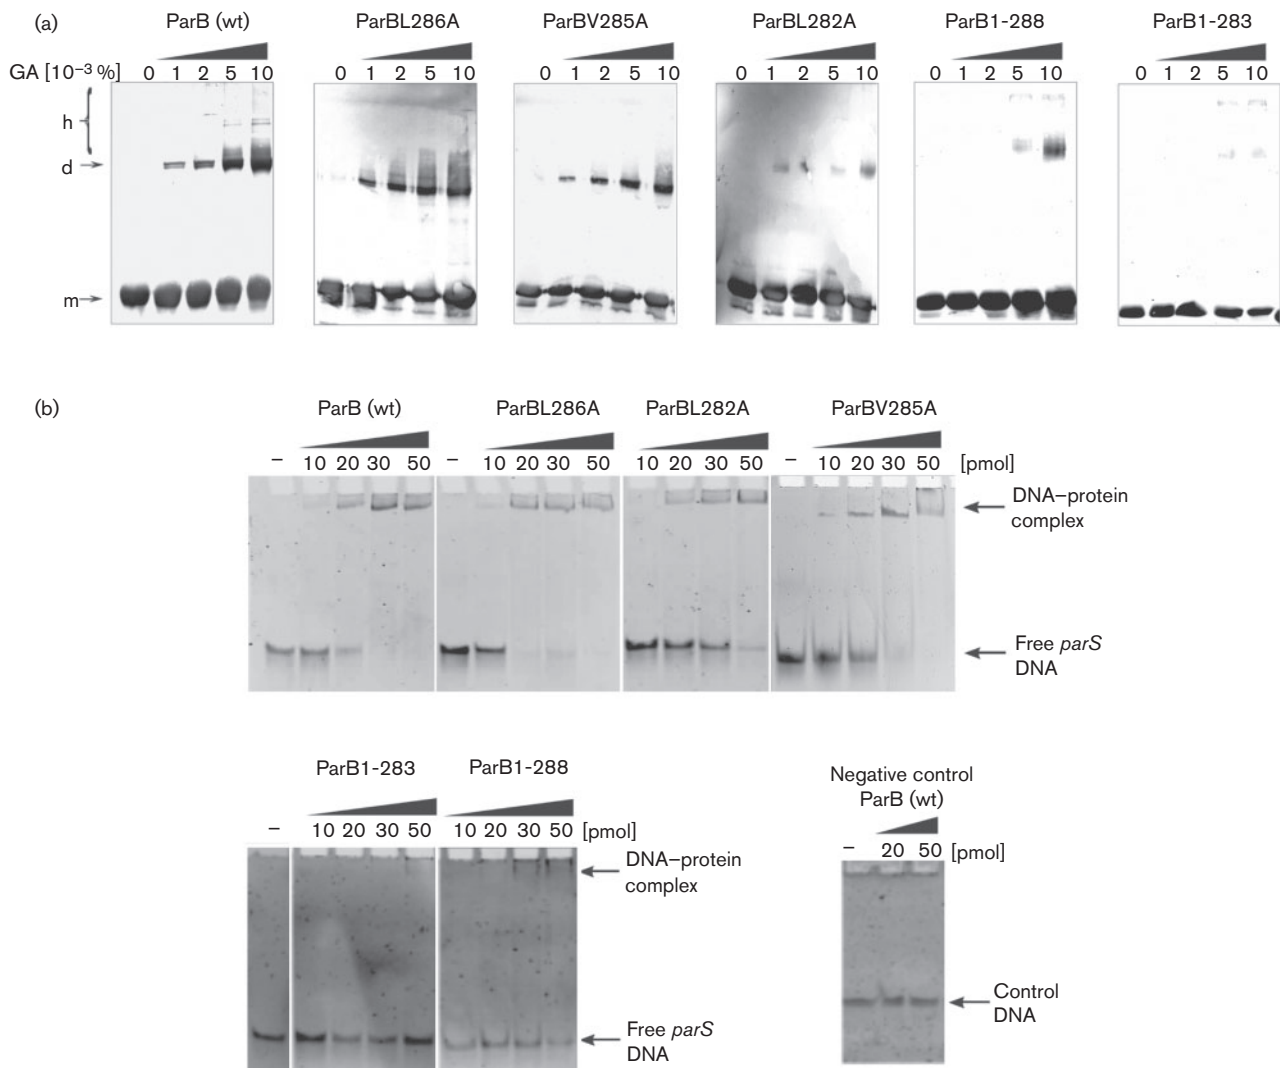 (a)
ParB (wt) ParBL286A ParBV285A ParBL282A ParB1-288 ParB1-283
GA [10⁻³ %] 0 1 2 5 10 0 1 2 5 10 0 1 2 5 10 0 1 2 5 10 0 1 2 5 10 0 1 2 5 10
h
d
m
(b)
ParB (wt) ParBL286A ParBL282A ParBV285A
– 10 20 30 50 – 10 20 30 50 10 20 30 50 – 10 20 30 50 [pmol]
DNA–protein
complex
Free parS
DNA
ParB1-283 ParB1-288
– 10 20 30 50 10 20 30 50 [pmol]
DNA–protein
complex
Free parS
DNA
Negative control
ParB (wt)
– 20 50 [pmol]
Control
DNA